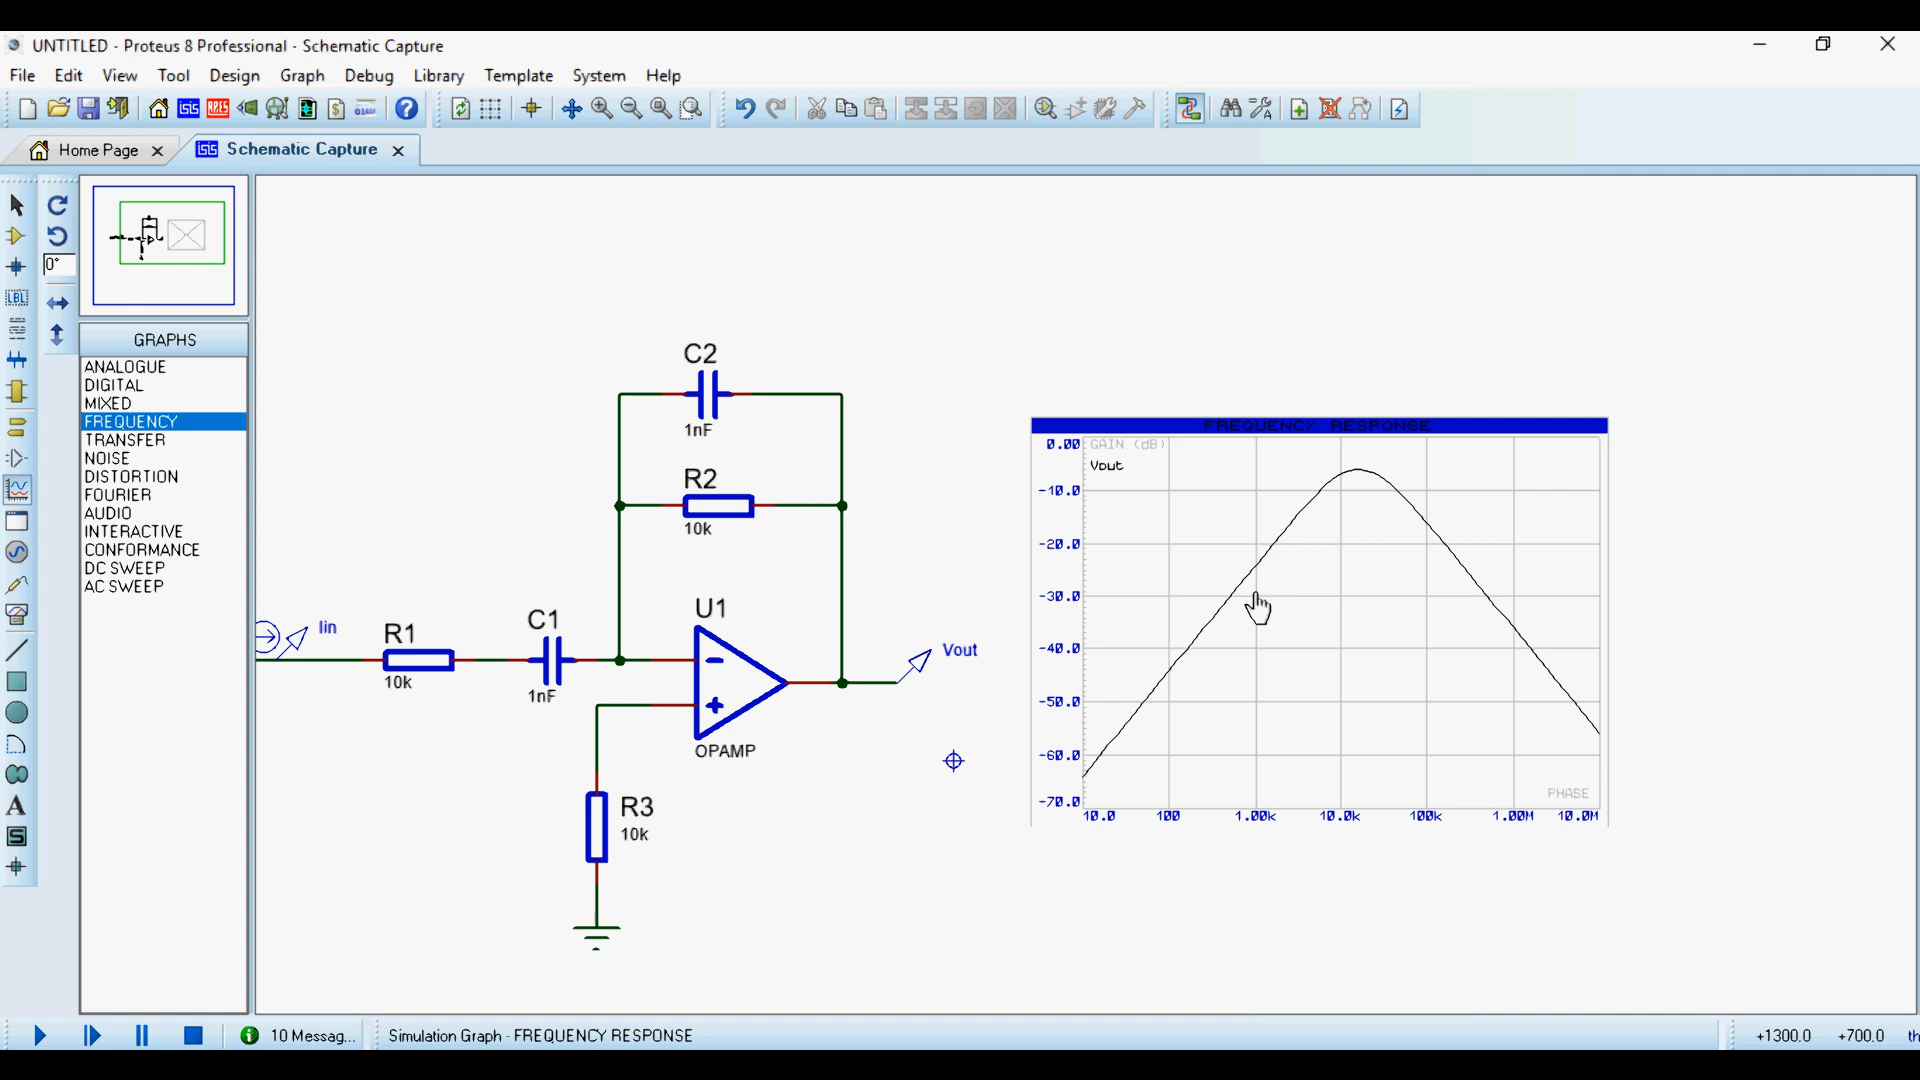 UNTITLED - Proteus 8 Professional - Schematic Capture
File Edit View Tool Design Graph Debug Library Template System Help
isis ARES $ ?
Home Page isis Schematic Capture
0°
LBL
GRAPHS
ANALOGUE
DIGITAL
MIXED
FREQUENCY
TRANSFER
NOISE
DISTORTION
FOURIER
AUDIO
INTERACTIVE
CONFORMANCE
DC SWEEP
AC SWEEP
A
S
C2
1nF
R2
10k
Iin
R1
10k
C1
1nF
U1
OPAMP
Vout
R3
10k
FREQUENCY RESPONSE
0.00 GAIN (dB)
Vout
-10.0
-20.0
-30.0
-40.0
-50.0
-60.0
PHASE
-70.0
10.0 100 1.00k 10.0k 100k 1.00M 10.0M
10 Messag... Simulation Graph - FREQUENCY RESPONSE +1300.0 +700.0 th